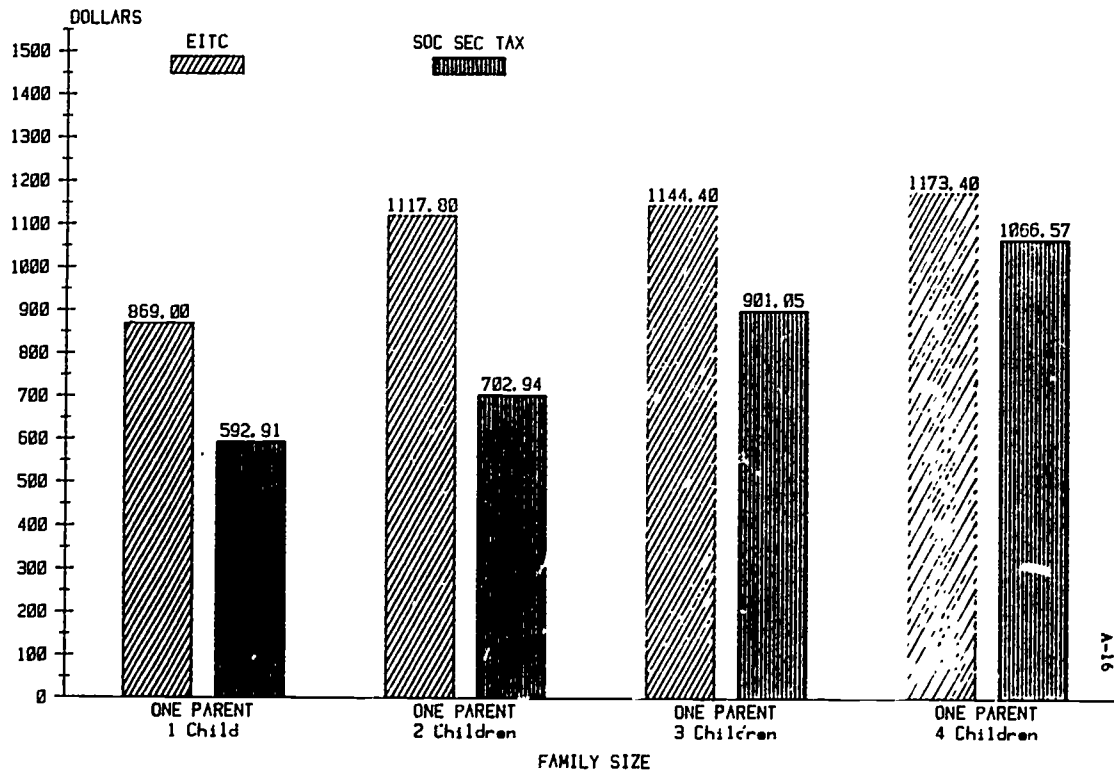 DOLLARS
EITC
SOC SEC TAX
1500
1400
1300
1200
1100
1000
900
800
700
600
500
400
300
200
100
0
869.00
592.91
1117.80
702.94
1144.40
901.05
1173.40
1066.57
ONE PARENT
1 Child
ONE PARENT
2 Children
ONE PARENT
3 Children
ONE PARENT
4 Children
FAMILY SIZE
A-16